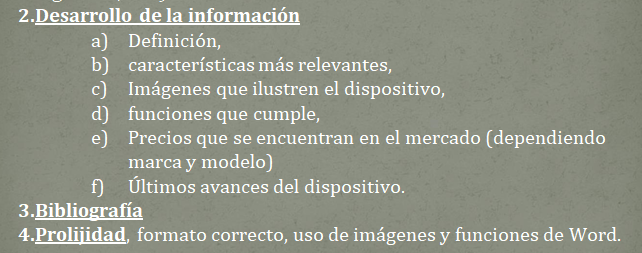 2.Desarrollo de la información
a) Definición,
b) características más relevantes,
c) Imágenes que ilustren el dispositivo,
d) funciones que cumple,
e) Precios que se encuentran en el mercado (dependiendo
marca y modelo)
f) Últimos avances del dispositivo.
3.Bibliografía
4.Prolijidad, formato correcto, uso de imágenes y funciones de Word.